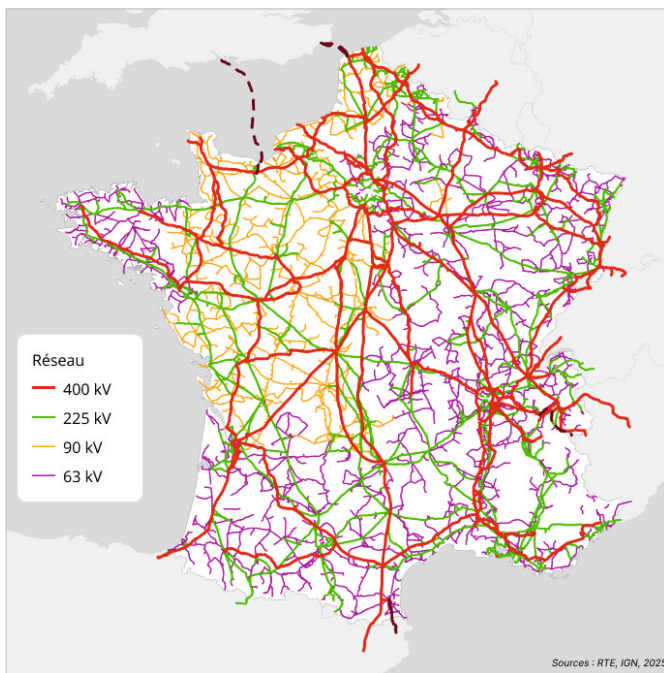 Réseau
400 kV
225 kV
90 kV
63 kV
Sources : RTE, IGN, 2025